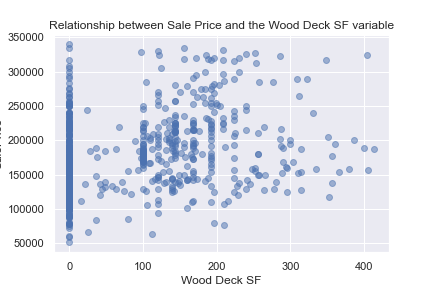 Relationship between Sale Price and the Wood Deck SF variable
350000
300000
250000
200000
150000
100000
50000
0 100 200 300 400
Wood Deck SF